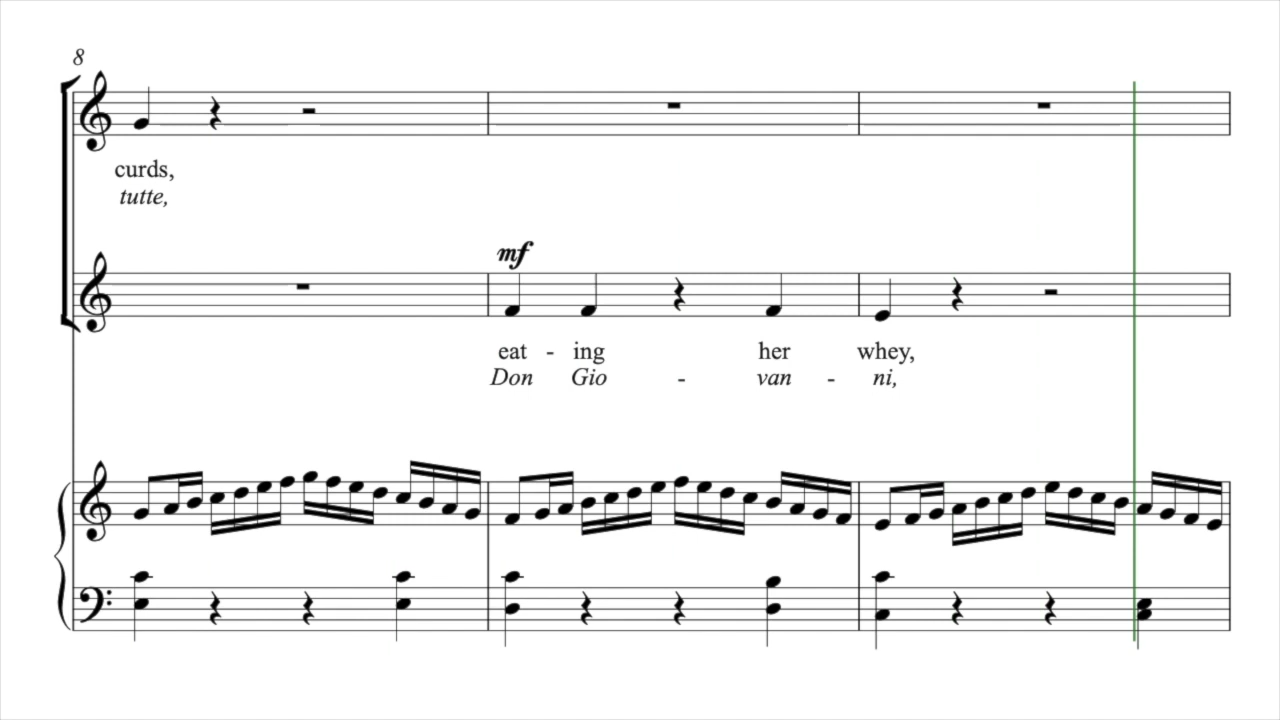 8
curds,
tutte,
mf
eat - ing her whey,
Don Gio - van - ni,